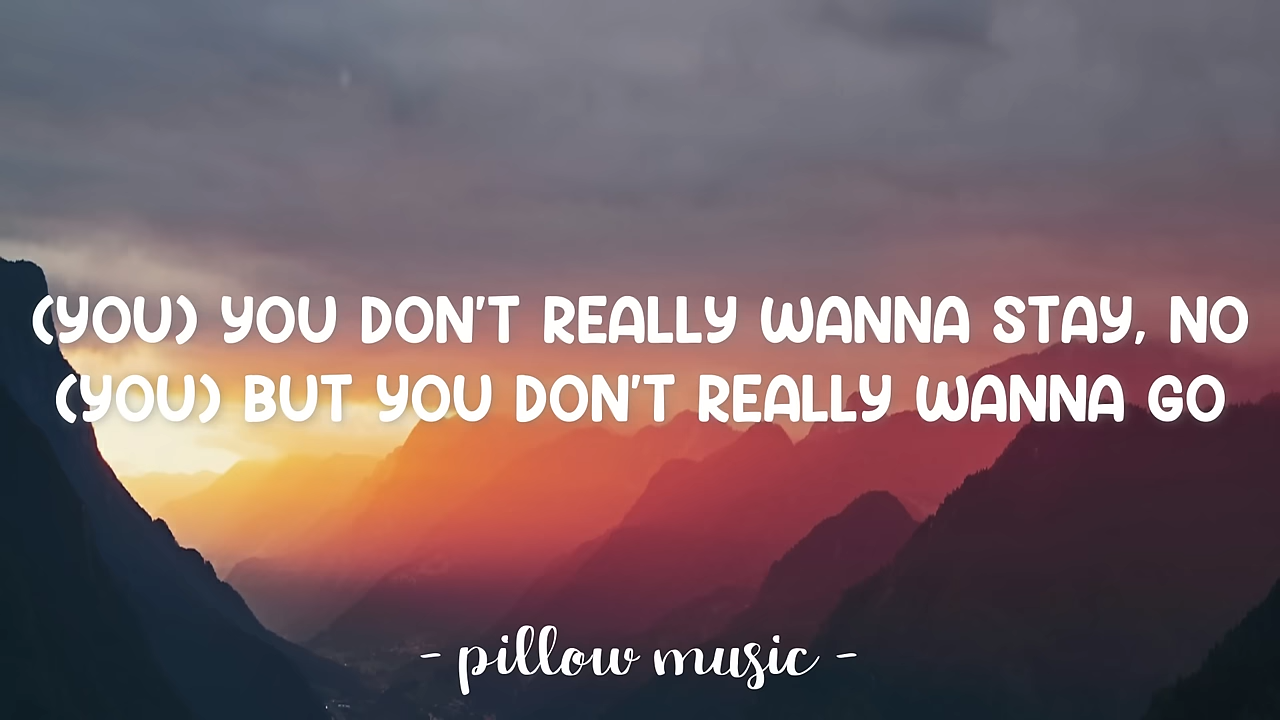 (YOU) YOU DON'T REALLY WANNA STAY, NO
(YOU) BUT YOU DON'T REALLY WANNA GO
- pillow music -